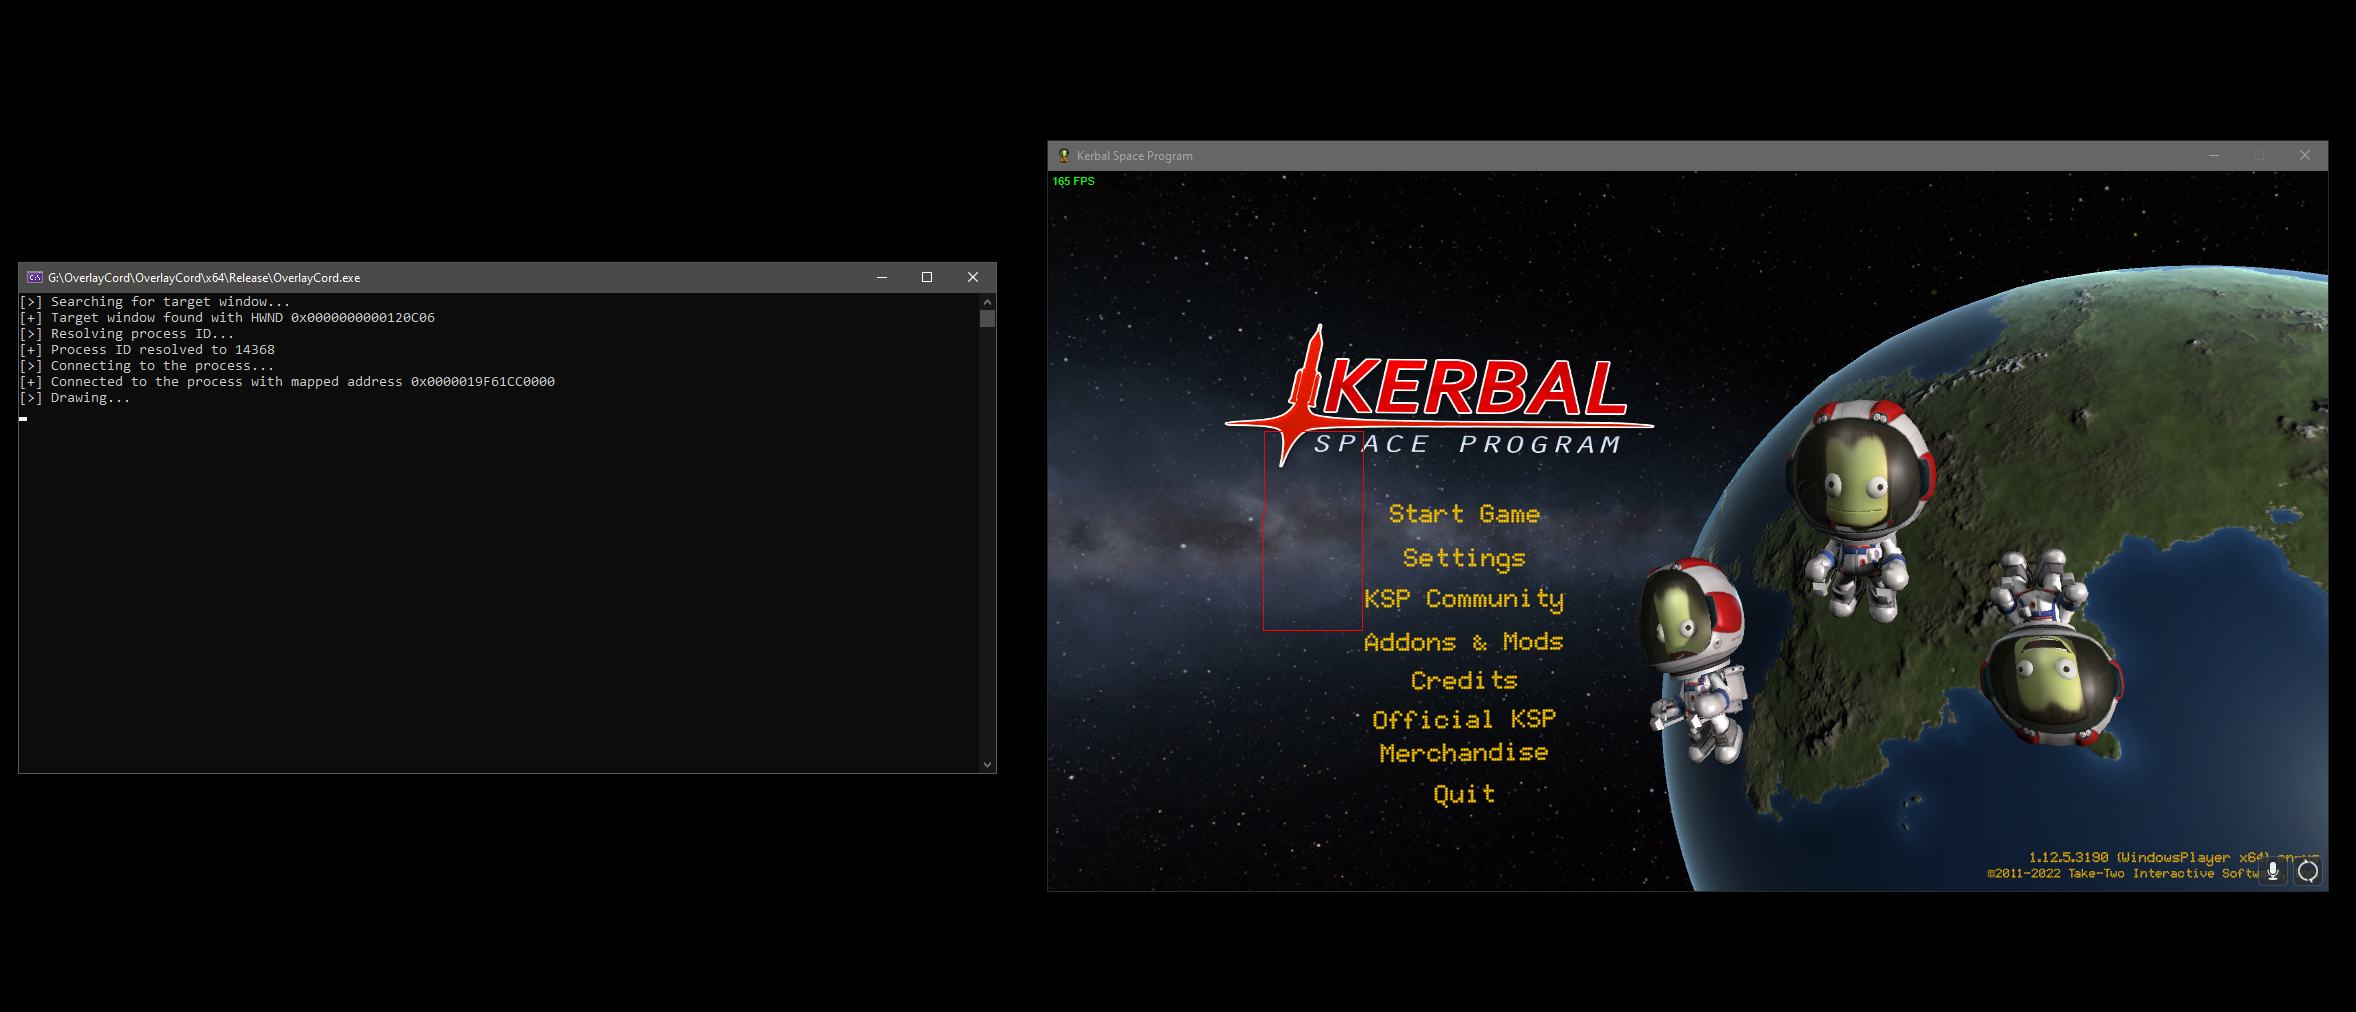 G:\OverlayCord\OverlayCord\x64\Release\OverlayCord.exe
[>] Searching for target window...
[+] Target window found with HWND 0x0000000000120C06
[>] Resolving process ID...
[+] Process ID resolved to 14368
[>] Connecting to the process...
[+] Connected to the process with mapped address 0x0000019F61CC0000
[>] Drawing...
Kerbal Space Program
165 FPS
KERBAL
SPACE PROGRAM
Start Game
Settings
KSP Community
Addons & Mods
Credits
Official KSP
Merchandise
Quit
1.12.5.3190 (WindowsPlayer x64)
©2011-2022 Take-Two Interactive